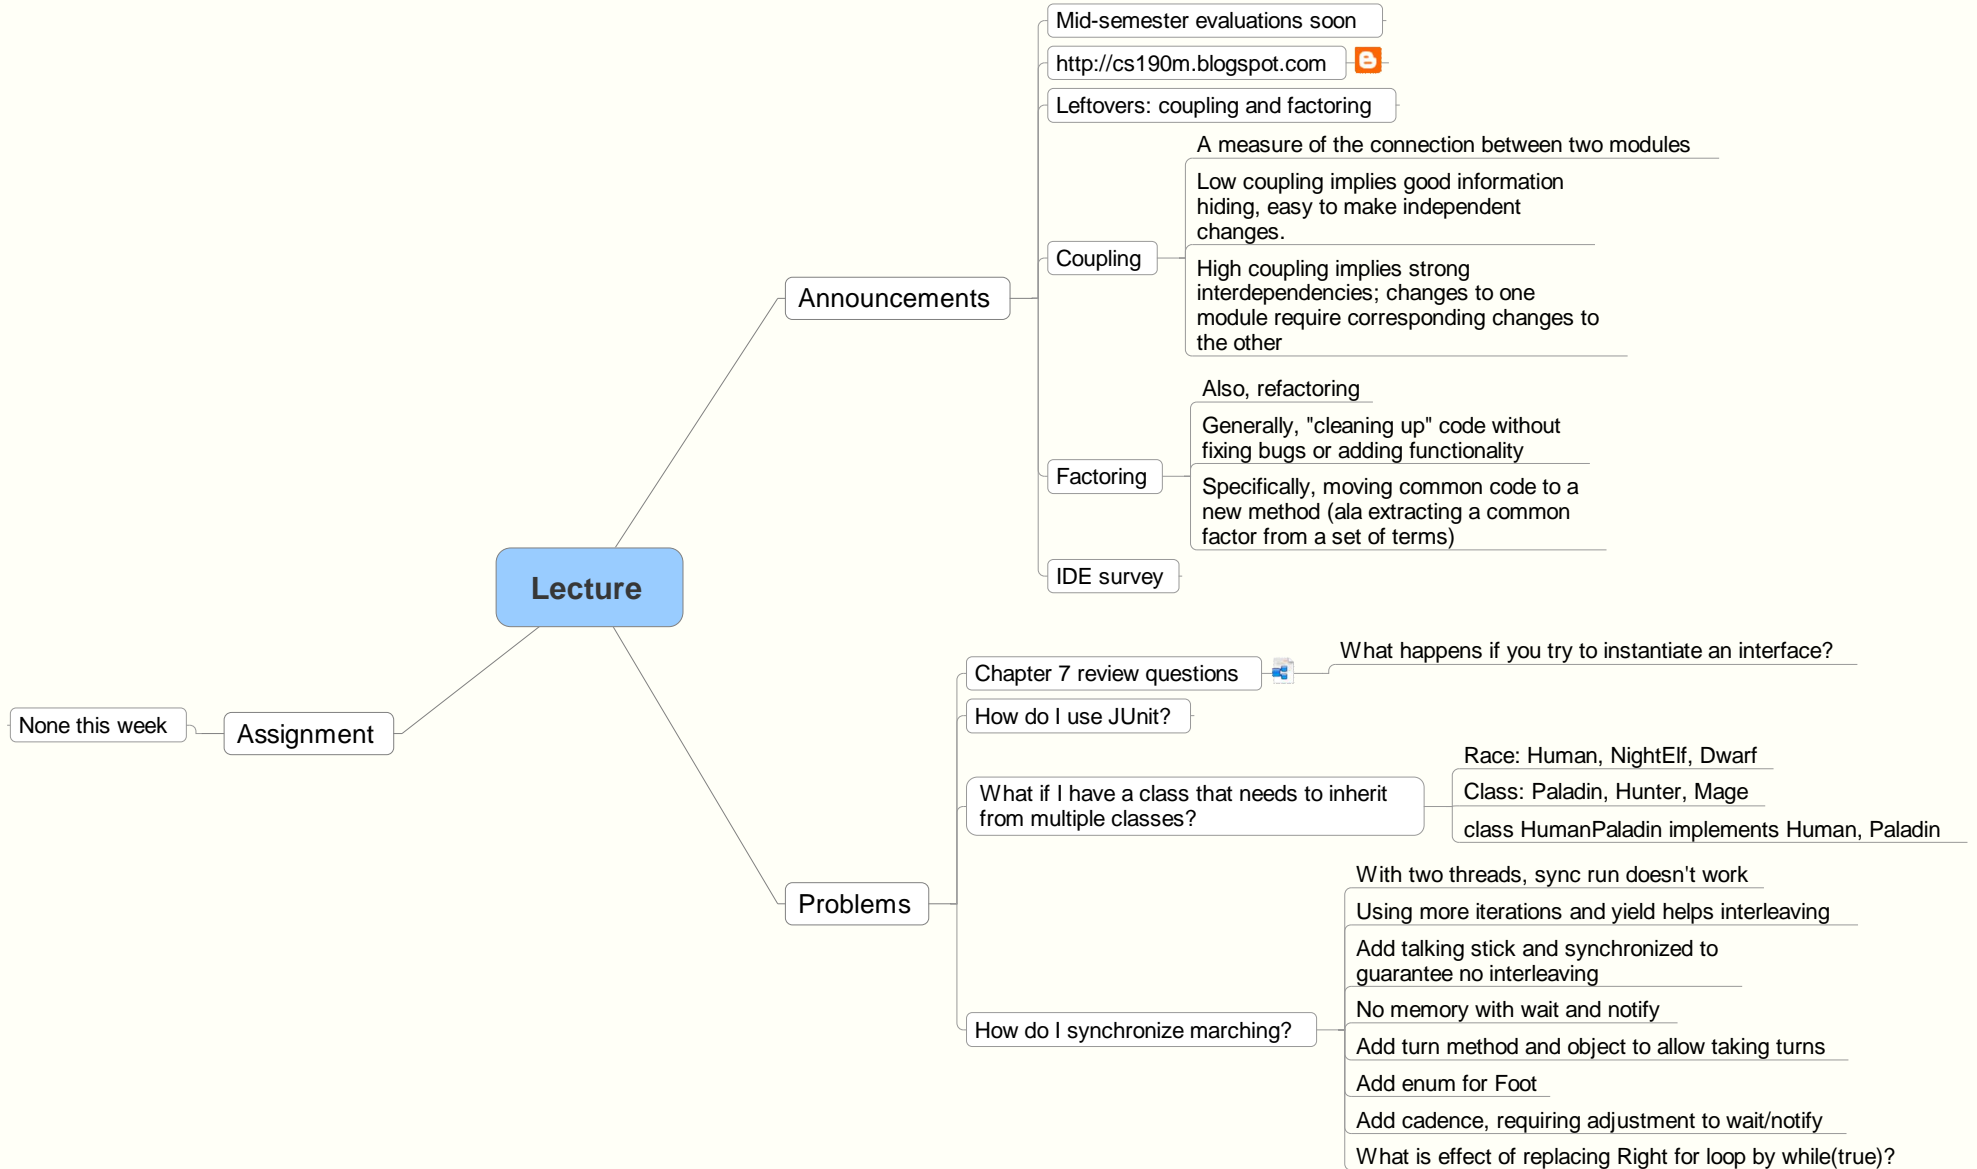 Lecture
Announcements
Mid-semester evaluations soon
http://cs190m.blogspot.com
Leftovers: coupling and factoring
Coupling
A measure of the connection between two modules
Low coupling implies good information
hiding, easy to make independent
changes.
High coupling implies strong
interdependencies; changes to one
module require corresponding changes to
the other
Factoring
Also, refactoring
Generally, "cleaning up" code without
fixing bugs or adding functionality
Specifically, moving common code to a
new method (ala extracting a common
factor from a set of terms)
IDE survey
Problems
Chapter 7 review questions
What happens if you try to instantiate an interface?
How do I use JUnit?
What if I have a class that needs to inherit
from multiple classes?
Race: Human, NightElf, Dwarf
Class: Paladin, Hunter, Mage
class HumanPaladin implements Human, Paladin
How do I synchronize marching?
With two threads, sync run doesn't work
Using more iterations and yield helps interleaving
Add talking stick and synchronized to
guarantee no interleaving
No memory with wait and notify
Add turn method and object to allow taking turns
Add enum for Foot
Add cadence, requiring adjustment to wait/notify
What is effect of replacing Right for loop by while(true)?
Assignment
None this week